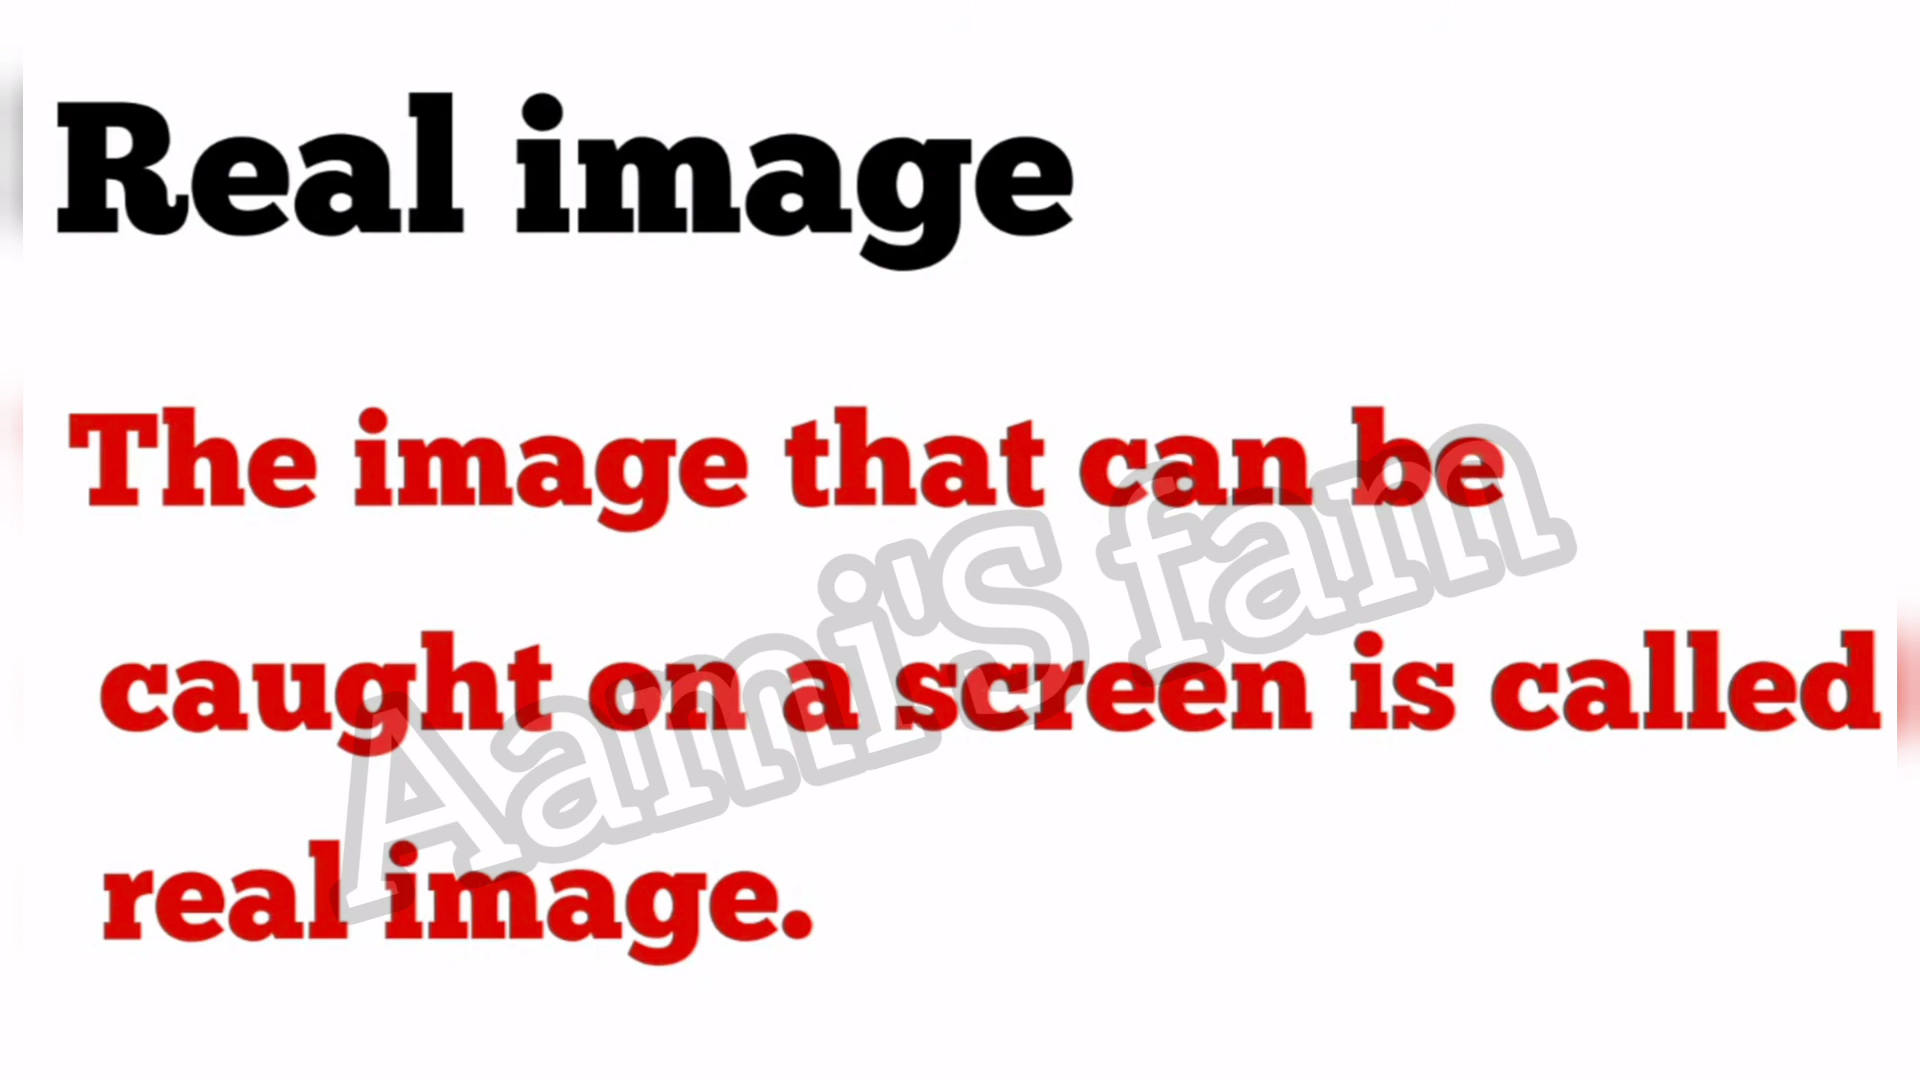 Real image
The image that can be
caught on a screen is called
real image.
Aami'S fam